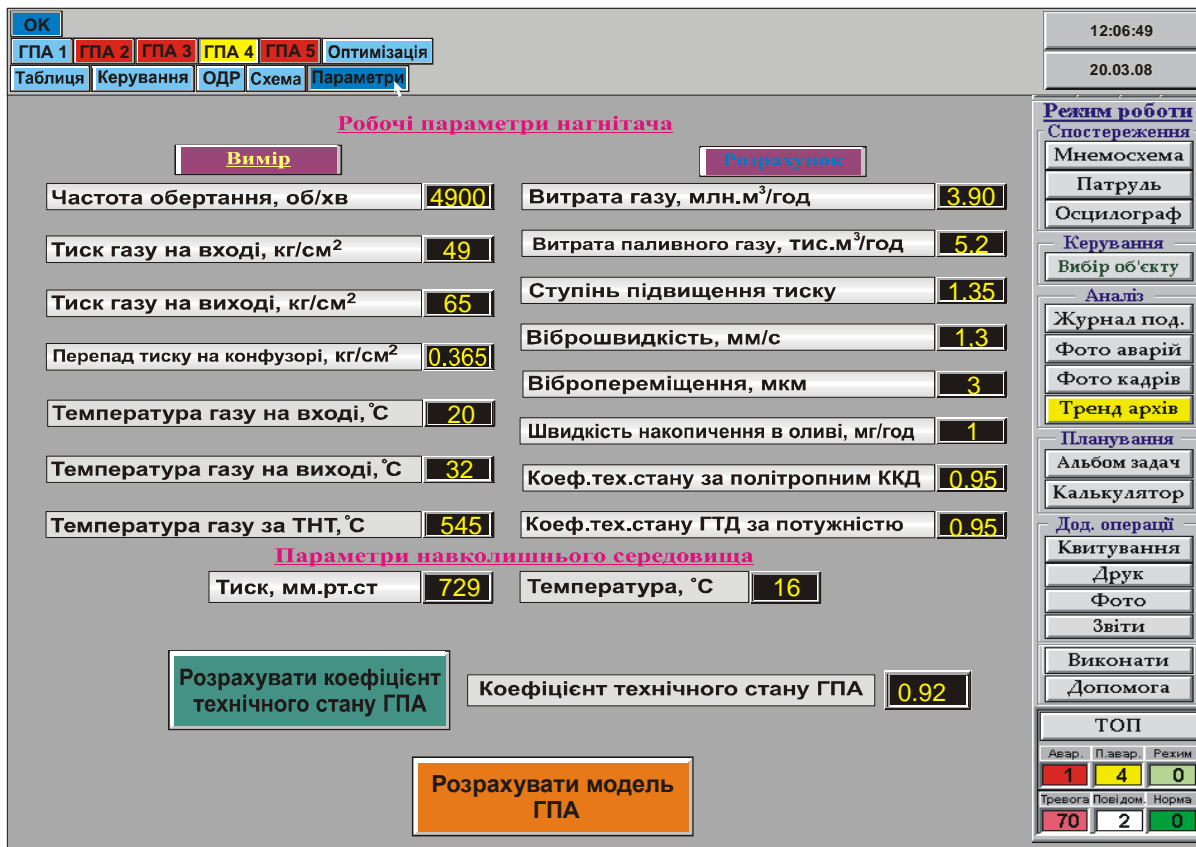 OK
ГПА 1 ГПА 2 ГПА 3 ГПА 4 ГПА 5 Оптимізація
Таблиця Керування ОДР Схема Параметри
12:06:49
20.03.08
Робочі параметри нагнітача
Вимір
Частота обертання, об/хв 4900
Тиск газу на вході, кг/см² 49
Тиск газу на виході, кг/см² 65
Перепад тиску на конфузорі, кг/см² 0.365
Температура газу на вході,°С 20
Температура газу на виході,°С 32
Температура газу за ТНТ,°С 545
Розрахунок
Витрата газу, млн.м³/год 3.90
Витрата паливного газу, тис.м³/год 5.2
Ступінь підвищення тиску 1.35
Віброшвидкість, мм/с 1,3
Вібропереміщення, мкм 3
Швидкість накопичення в оливі, мг/год 1
Коеф.тех.стану за політропним ККД 0.95
Коеф.тех.стану ГТД за потужністю 0.95
Параметри навколишнього середовища
Тиск, мм.рт.ст 729 Температура, °С 16
Розрахувати коефіцієнт
технічного стану ГПА
Коефіцієнт технічного стану ГПА 0.92
Розрахувати модель
ГПА
Режим роботи
Спостереження
Мнемосхема
Патруль
Осцилограф
Керування
Вибір об'єкту
Аналіз
Журнал под.
Фото аварій
Фото кадрів
Тренд архів
Планування
Альбом задач
Калькулятор
Дод. операції
Квитування
Друк
Фото
Звіти
Виконати
Допомога
ТОП
Авар. П.авар. Режим
1 4 0
Тревога Повідом. Норма
70 2 0